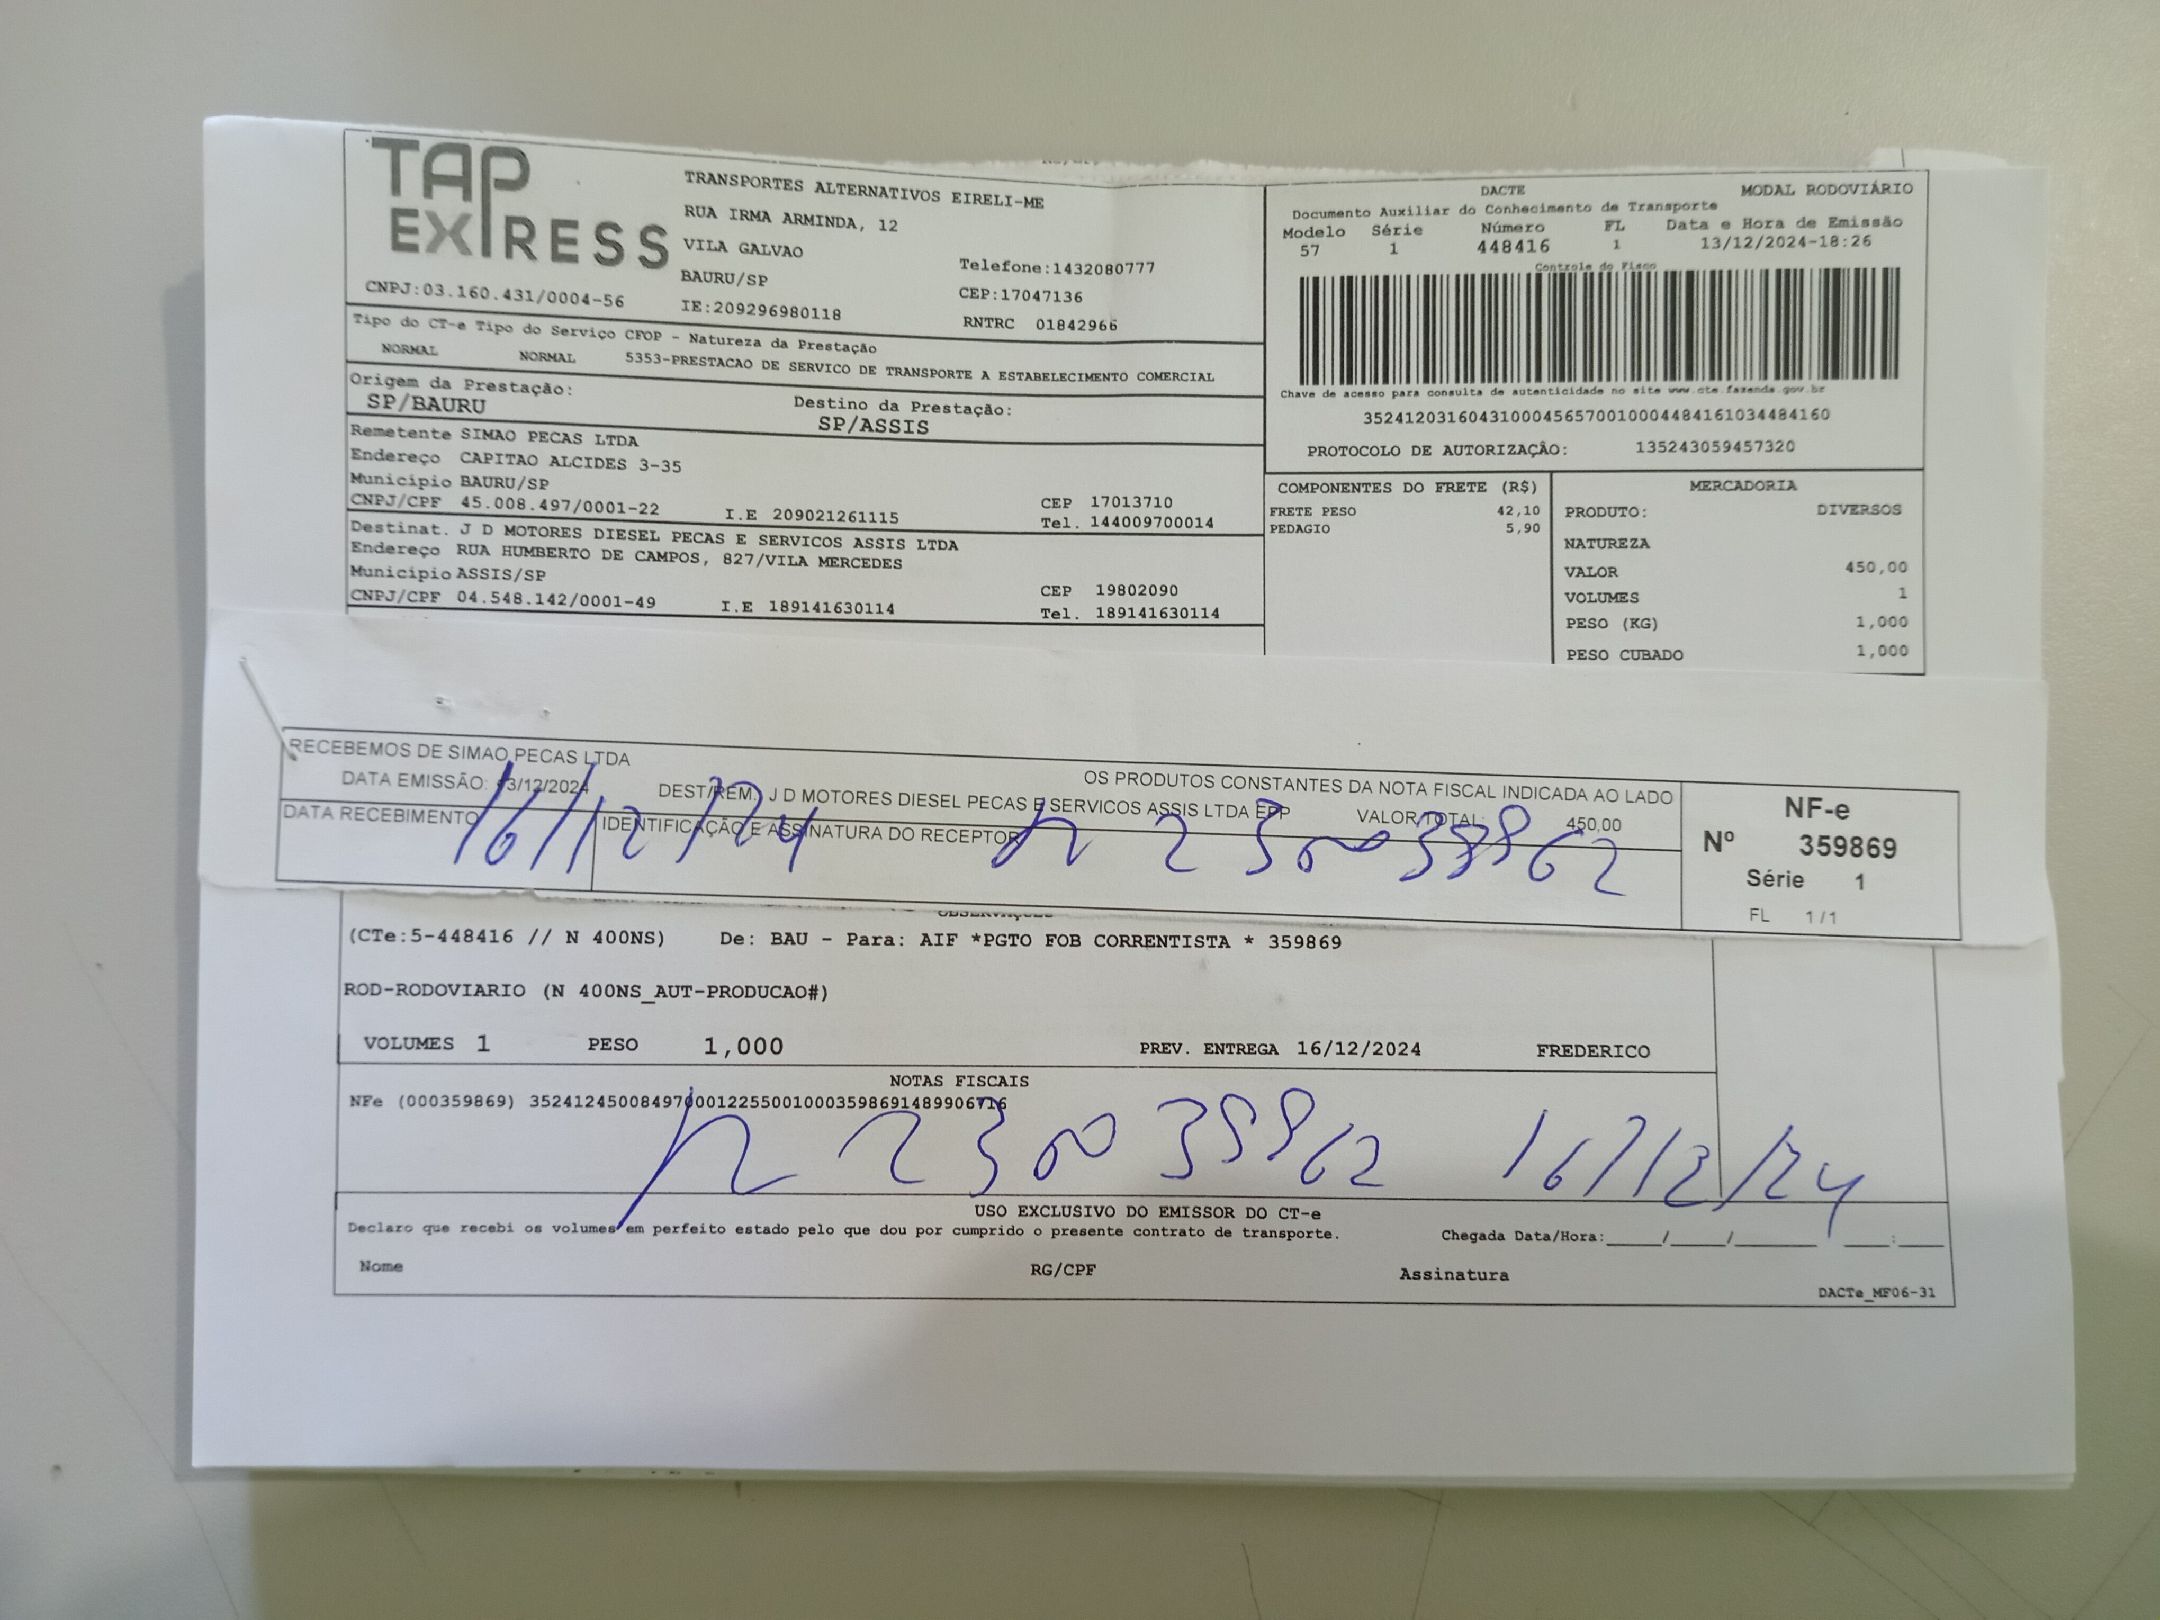 TAP EXPRESS
TRANSPORTES ALTERNATIVOS EIRELI-ME
RUA IRMA ARMINDA, 12
VILA GALVAO
BAURU/SP
Telefone:1432080777
CEP:17047136
CNPJ:03.160.431/0004-56
IE:209296980118
RNTRC 01842966
DACTE MODAL RODOVIÁRIO
Documento Auxiliar do Conhecimento de Transporte
Modelo Série Número FL Data e Hora de Emissão
57 1 448416 1 13/12/2024-18:26
Controle do Fisco
Chave de acesso para consulta de autenticidade no site www.cte.fazenda.gov.br
35241203160431000456570010004484161034484160
PROTOCOLO DE AUTORIZAÇÂO: 135243059457320
Tipo do CT-e Tipo do Serviço CFOP - Natureza da Prestação
NORMAL NORMAL 5353-PRESTACAO DE SERVICO DE TRANSPORTE A ESTABELECIMENTO COMERCIAL
Origem da Prestação: Destino da Prestação:
SP/BAURU SP/ASSIS
Remetente SIMAO PECAS LTDA
Endereço CAPITAO ALCIDES 3-35
Município BAURU/SP CEP 17013710
CNPJ/CPF 45.008.497/0001-22 I.E 209021261115 Tel. 144009700014
Destinat. J D MOTORES DIESEL PECAS E SERVICOS ASSIS LTDA
Endereço RUA HUMBERTO DE CAMPOS, 827/VILA MERCEDES
Município ASSIS/SP CEP 19802090
CNPJ/CPF 04.548.142/0001-49 I.E 189141630114 Tel. 189141630114
COMPONENTES DO FRETE (R$)
FRETE PESO 42,10
PEDAGIO 5,90
MERCADORIA
PRODUTO: DIVERSOS
NATUREZA
VALOR 450,00
VOLUMES 1
PESO (KG) 1,000
PESO CUBADO 1,000
RECEBEMOS DE SIMAO PECAS LTDA OS PRODUTOS CONSTANTES DA NOTA FISCAL INDICADA AO LADO
DATA EMISSÃO: 13/12/2024 DEST/REM. J D MOTORES DIESEL PECAS E SERVICOS ASSIS LTDA EPP VALOR TOTAL: 450,00
DATA RECEBIMENTO IDENTIFICAÇÃO E ASSINATURA DO RECEPTOR
16/12/24
NF-e
Nº 359869
Série 1
FL 1/1
OBSERVAÇOES
(CTe:5-448416 // N 400NS) De: BAU - Para: AIF *PGTO FOB CORRENTISTA * 359869
ROD-RODOVIARIO (N 400NS_AUT-PRODUCAO#)
VOLUMES 1 PESO 1,000 PREV. ENTREGA 16/12/2024 FREDERICO
NOTAS FISCAIS
NFe (000359869) 35241245008497000122550010003598691489906716
16/12/24
USO EXCLUSIVO DO EMISSOR DO CT-e
Declaro que recebi os volumes em perfeito estado pelo que dou por cumprido o presente contrato de transporte. Chegada Data/Hora:____/____/______ ___:___
Nome RG/CPF Assinatura
DACTe_MF06-31